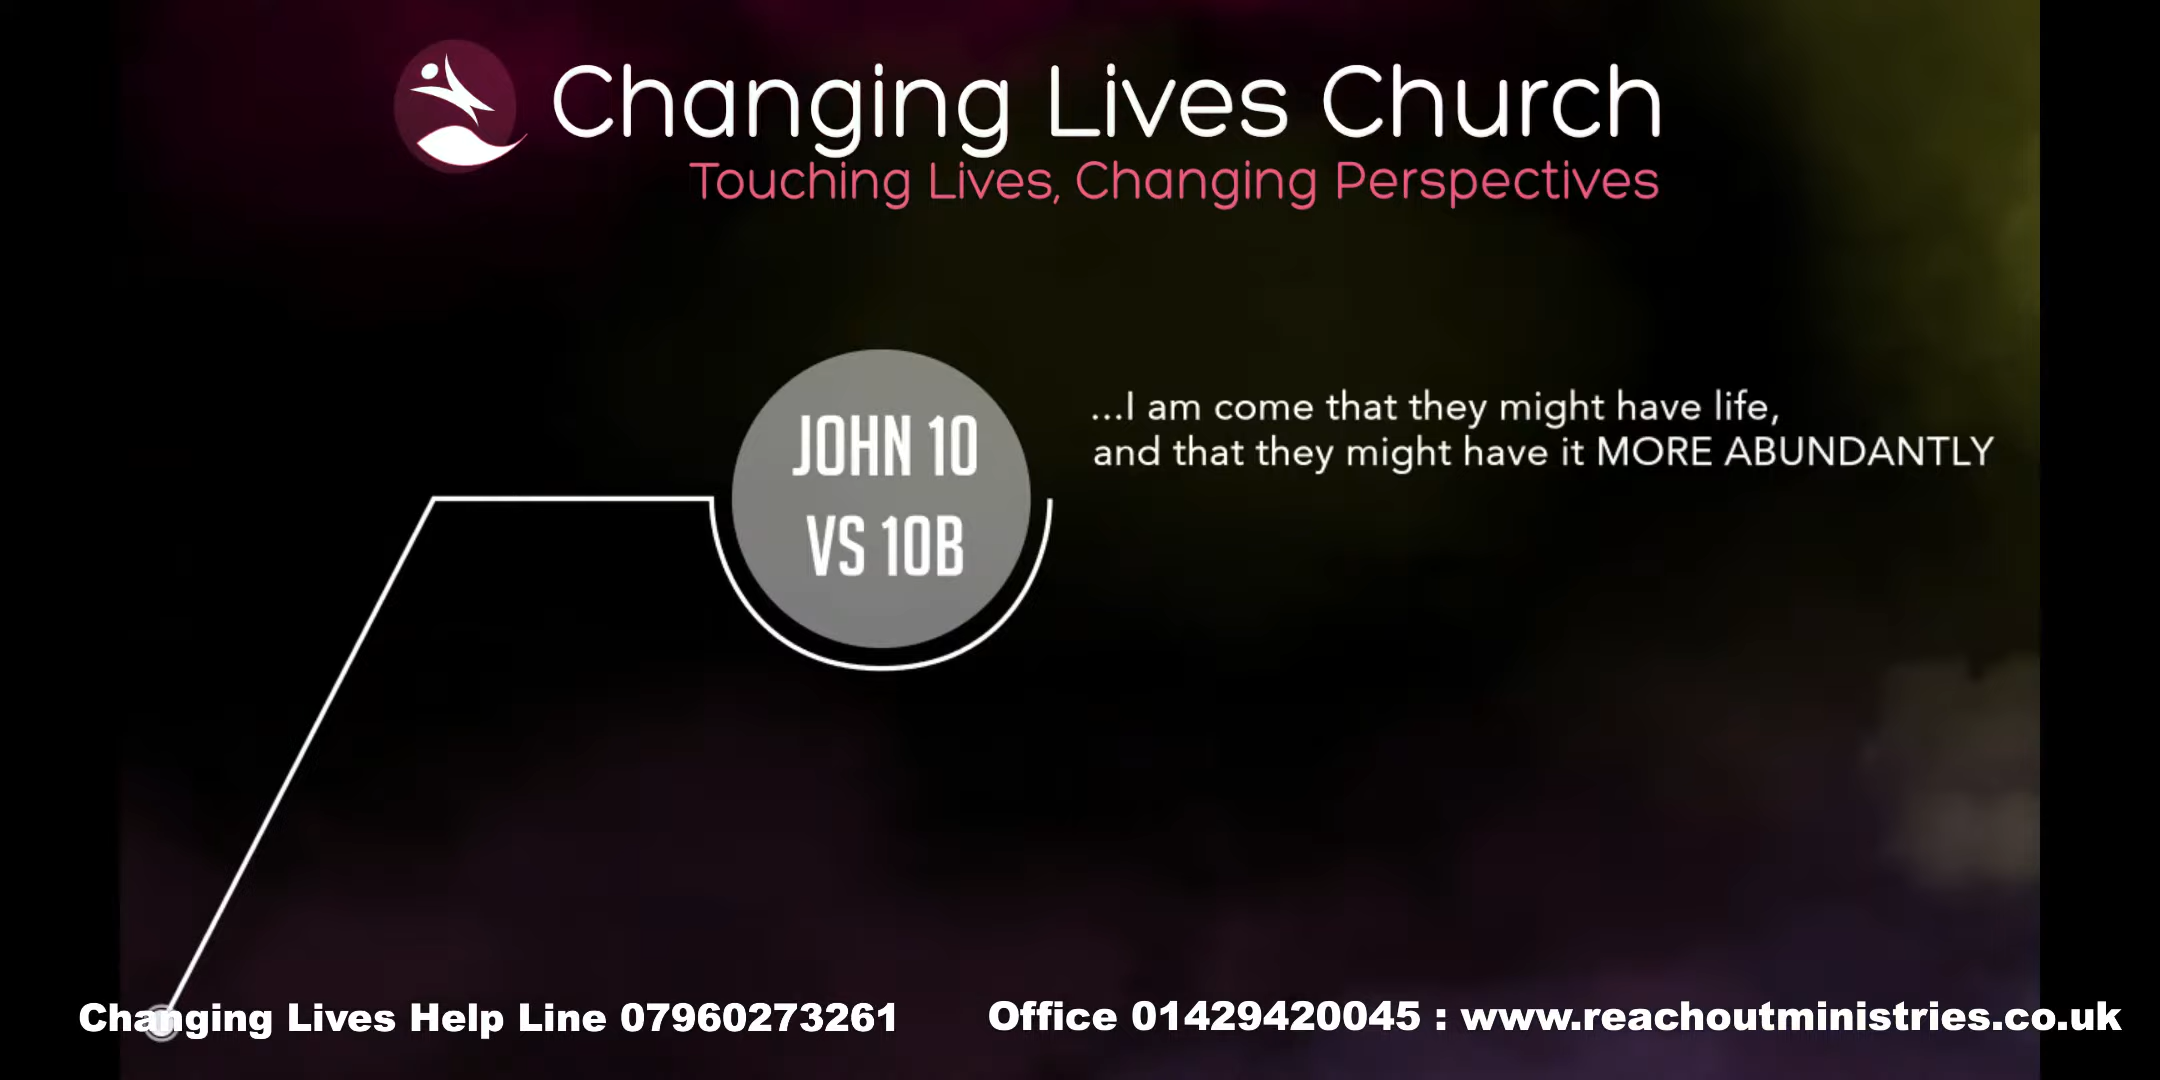 Changing Lives Church
Touching Lives, Changing Perspectives
JOHN 10
VS 10B
...I am come that they might have life,
and that they might have it MORE ABUNDANTLY
Changing Lives Help Line 07960273261
Office 01429420045 : www.reachoutministries.co.uk